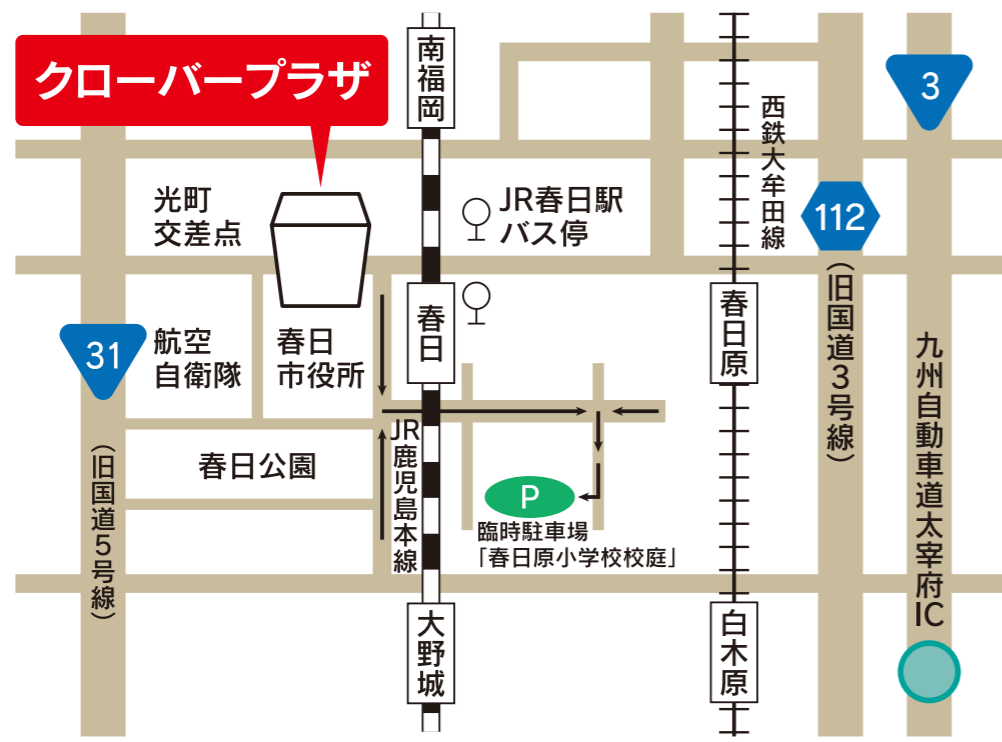 クローバープラザ
南福岡
3
西鉄大牟田線
光町
交差点
JR春日駅
バス停
112
(旧国道3号線)
31
航空
自衛隊
春日
市役所
春日
春日原
九州自動車道太宰府IC
(旧国道5号線)
春日公園
JR鹿児島本線
P
臨時駐車場
「春日原小学校校庭」
大野城
白木原